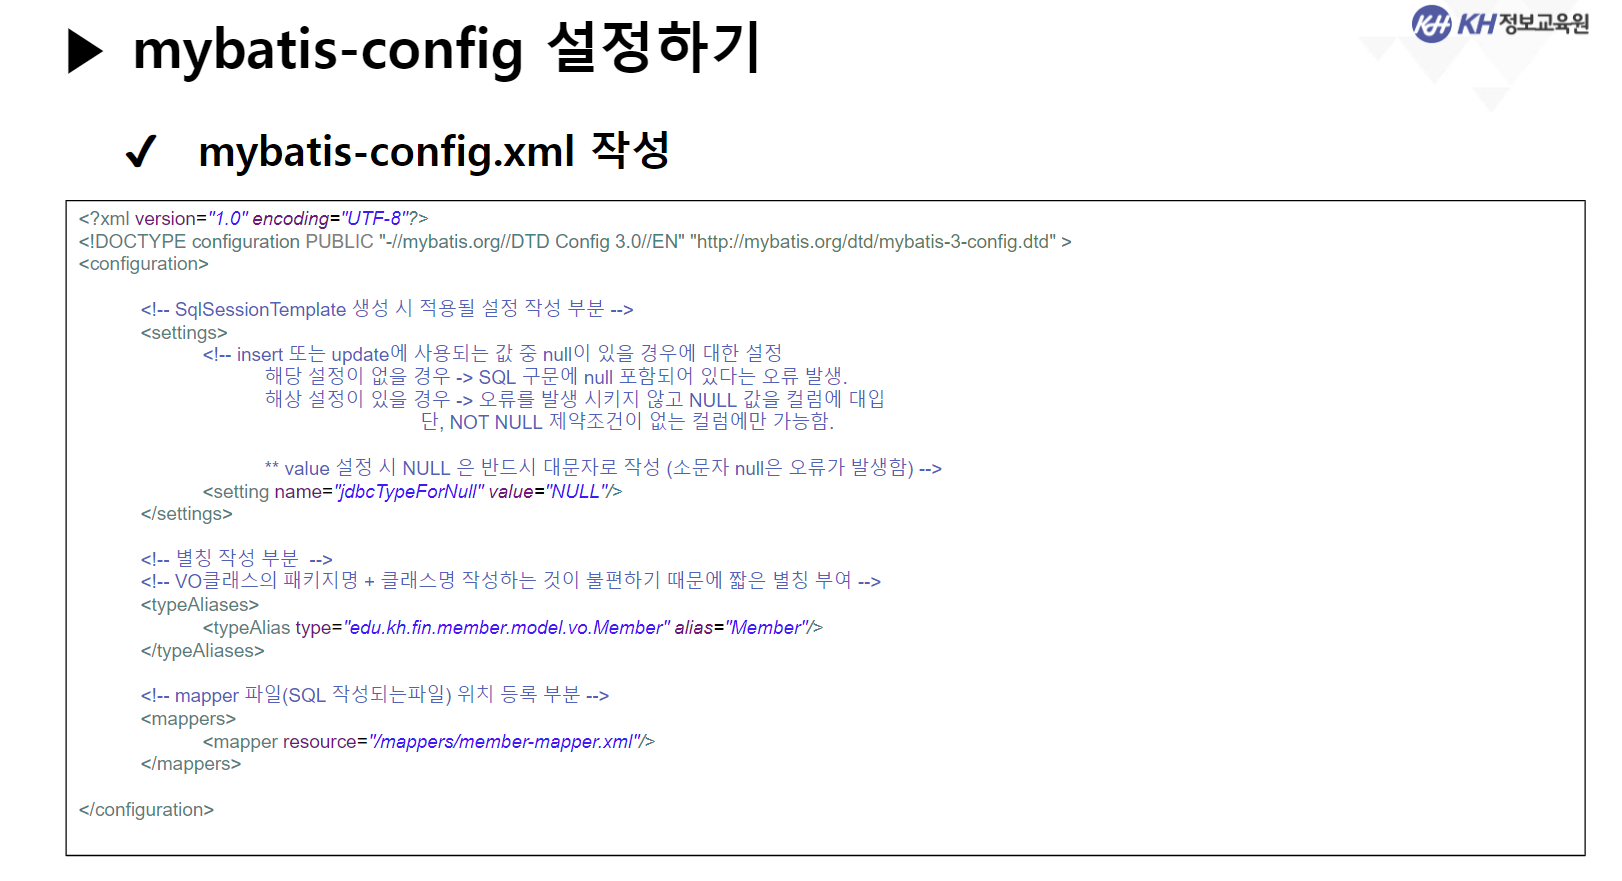 ▶ mybatis-config 설정하기
KH KH정보교육원
✔ mybatis-config.xml 작성
<?xml version="1.0" encoding="UTF-8"?>
<!DOCTYPE configuration PUBLIC "-//mybatis.org//DTD Config 3.0//EN" "http://mybatis.org/dtd/mybatis-3-config.dtd" >
<configuration>
<!-- SqlSessionTemplate 생성 시 적용될 설정 작성 부분 -->
<settings>
<!-- insert 또는 update에 사용되는 값 중 null이 있을 경우에 대한 설정
해당 설정이 없을 경우 -> SQL 구문에 null 포함되어 있다는 오류 발생.
해상 설정이 있을 경우 -> 오류를 발생 시키지 않고 NULL 값을 컬럼에 대입
단, NOT NULL 제약조건이 없는 컬럼에만 가능함.
** value 설정 시 NULL 은 반드시 대문자로 작성 (소문자 null은 오류가 발생함) -->
<setting name="jdbcTypeForNull" value="NULL"/>
</settings>
<!-- 별칭 작성 부분 -->
<!-- VO클래스의 패키지명 + 클래스명 작성하는 것이 불편하기 때문에 짧은 별칭 부여 -->
<typeAliases>
<typeAlias type="edu.kh.fin.member.model.vo.Member" alias="Member"/>
</typeAliases>
<!-- mapper 파일(SQL 작성되는파일) 위치 등록 부분 -->
<mappers>
<mapper resource="/mappers/member-mapper.xml"/>
</mappers>
</configuration>